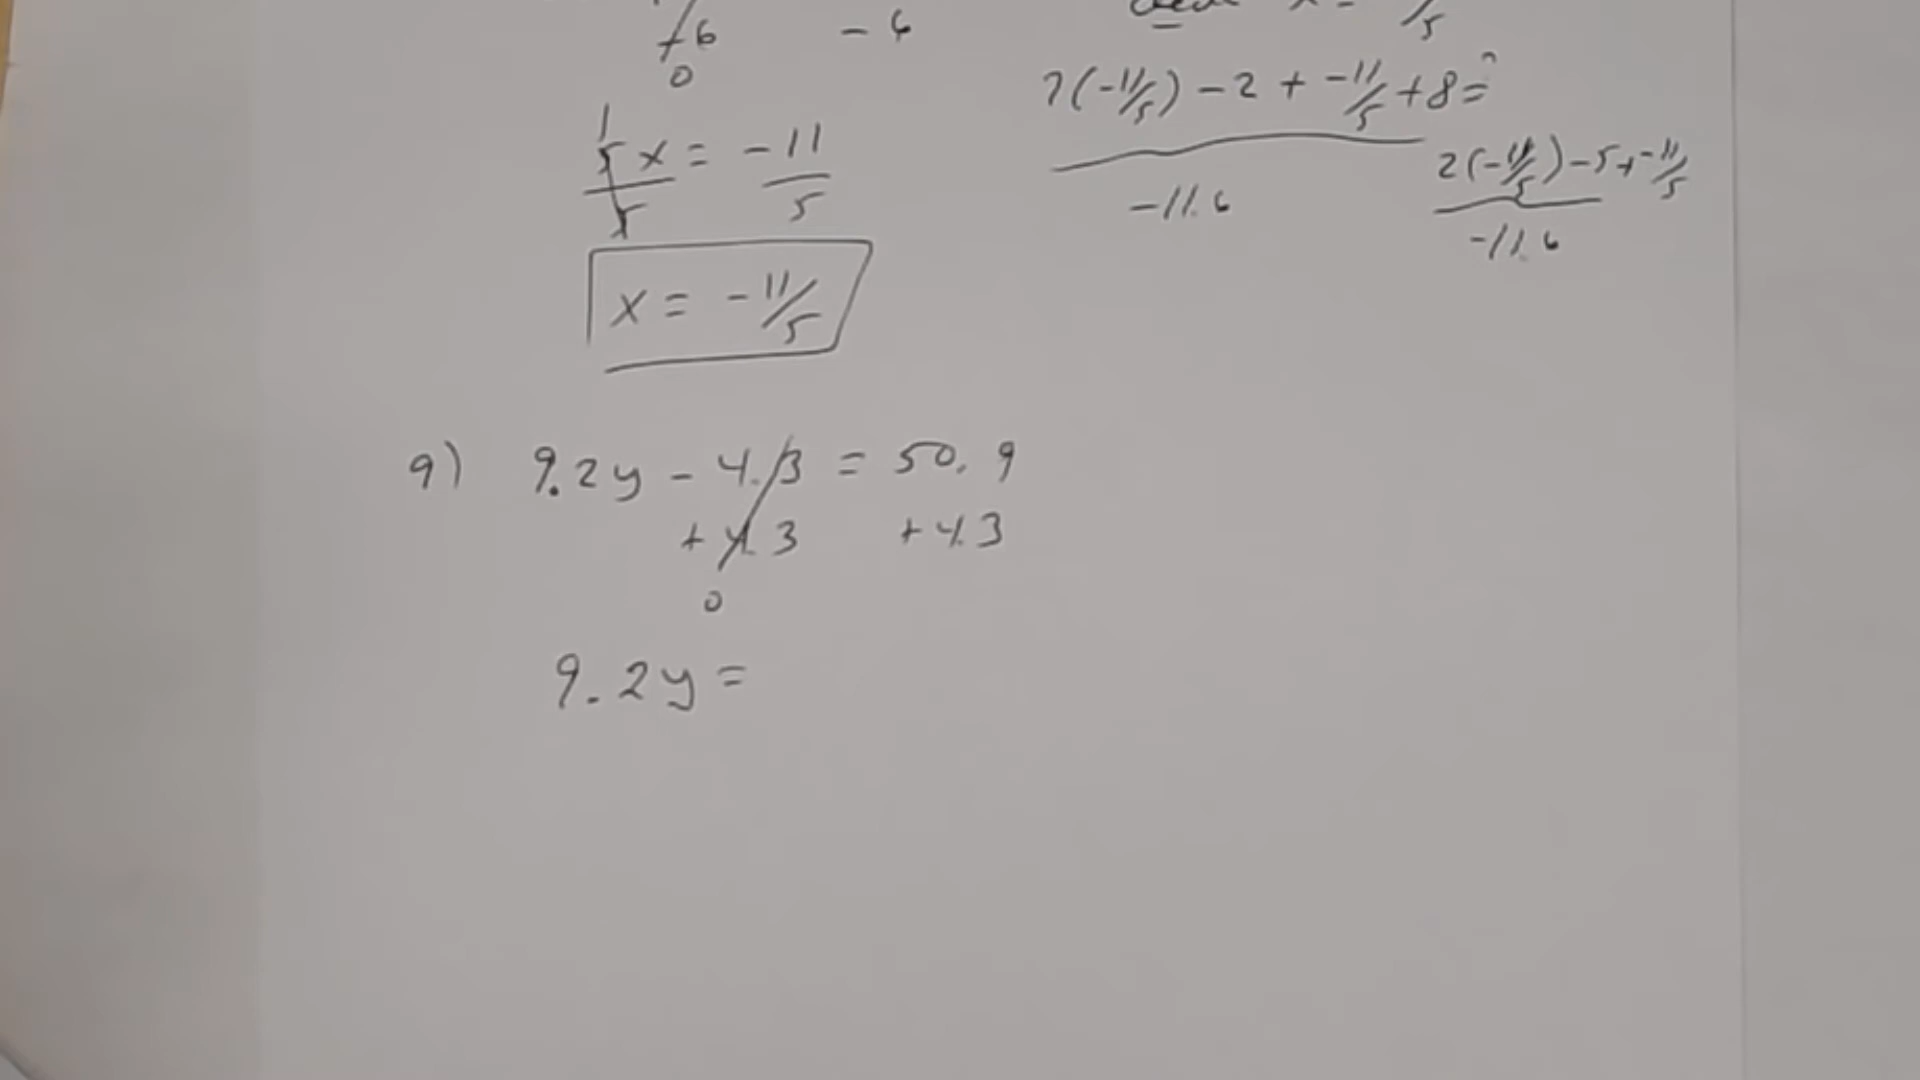 +6 - 6
0
1
5x = -11
5 5
x = -11/5
x = /5
7(-11/5) - 2 + -11/5 + 8 =
2(-11/5) - 5 + -11/5
-11.6
-11.6
9) 9.2y - 4.3 = 50.9
+ 4.3 + 4.3
0
9.2y =